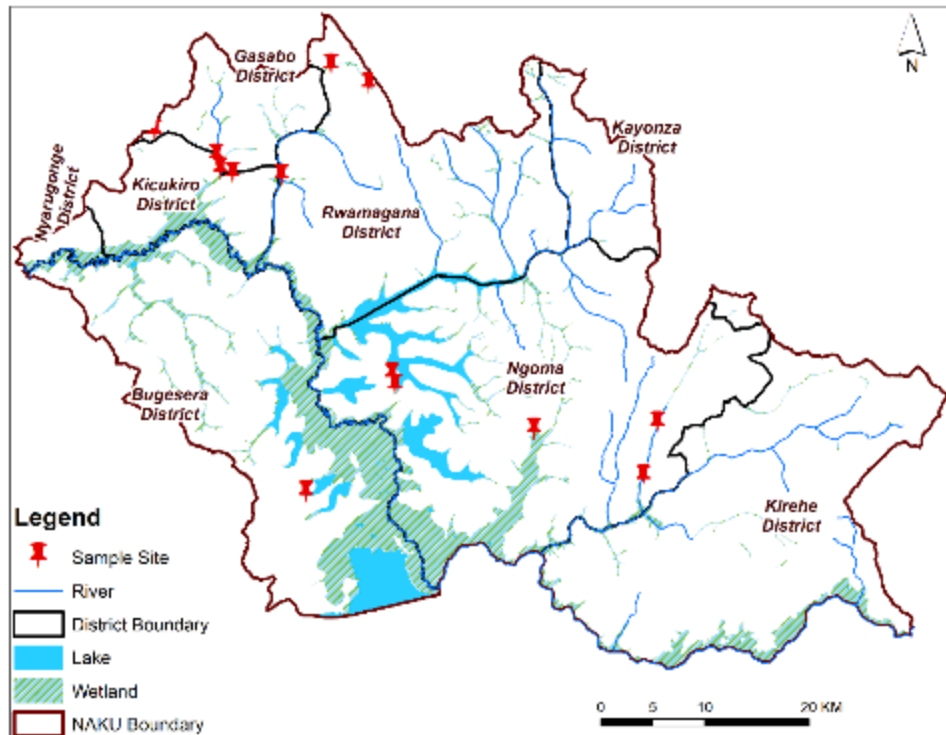 Gasabo
District
N
Kayonza
District
Nyarugonge
District
Kicukiro
District
Rwamagana
District
Ngoma
District
Bugesera
District
Kirehe
District
Legend
Sample Site
River
District Boundary
Lake
Wetland
NAKU Boundary
0 5 10 20 KM